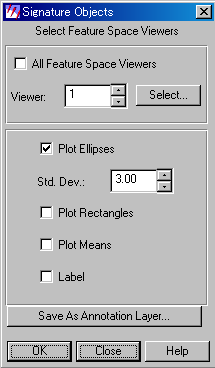 Signature Objects
Select Feature Space Viewers
All Feature Space Viewers
Viewer: 1 Select...
Plot Ellipses
Std. Dev.: 3.00
Plot Rectangles
Plot Means
Label
Save As Annotation Layer...
OK Close Help